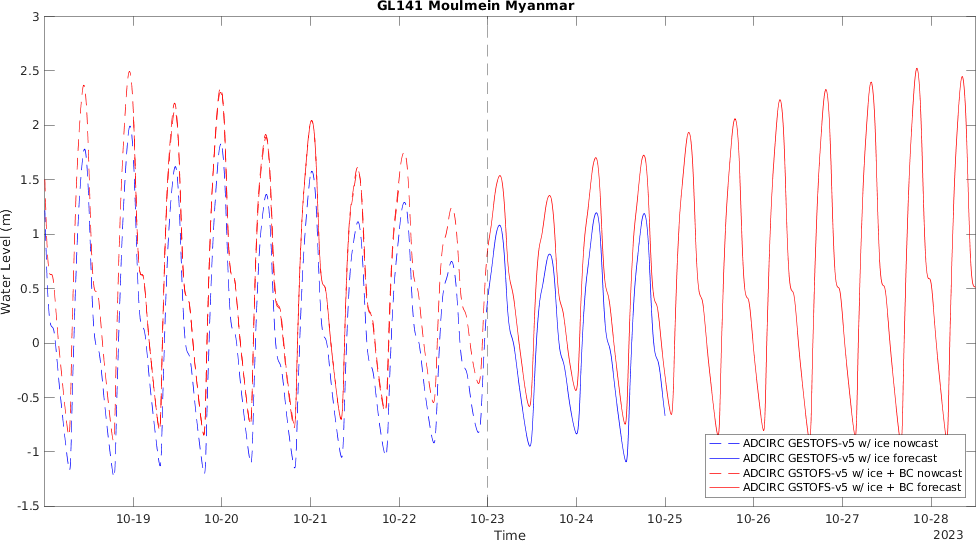 GL141 Moulmein Myanmar
3
2.5
2
1.5
1
0.5
0
-0.5
-1
-1.5
Water Level (m)
10-19 10-20 10-21 10-22 10-23 10-24 10-25 10-26 10-27 10-28
Time
2023
ADCIRC GESTOFS-v5 w/ ice nowcast
ADCIRC GESTOFS-v5 w/ ice forecast
ADCIRC GSTOFS-v5 w/ ice + BC nowcast
ADCIRC GSTOFS-v5 w/ ice + BC forecast